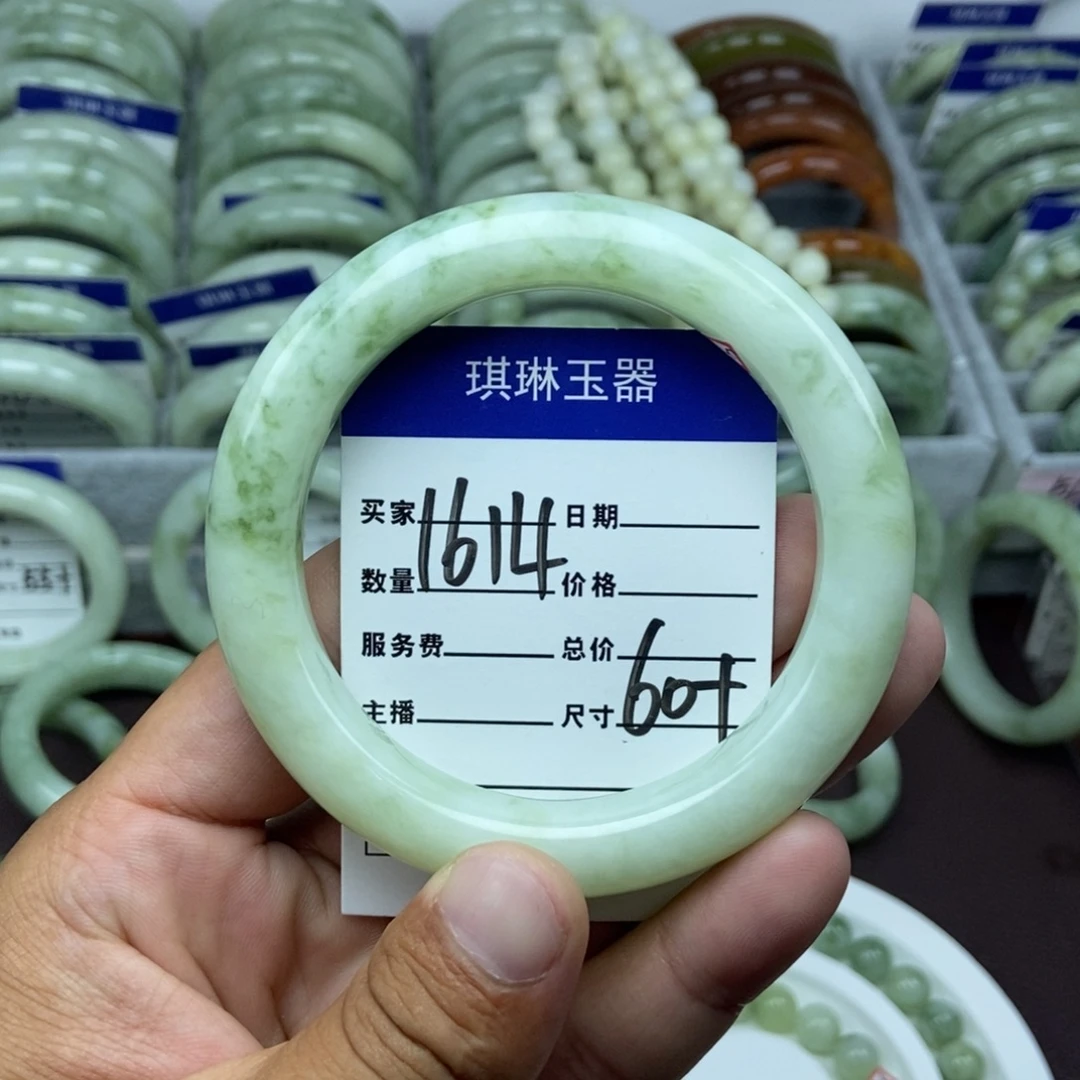 琪琳玉器
买家 日期
1614
数量 价格
服务费 总价
主播 尺寸 60+